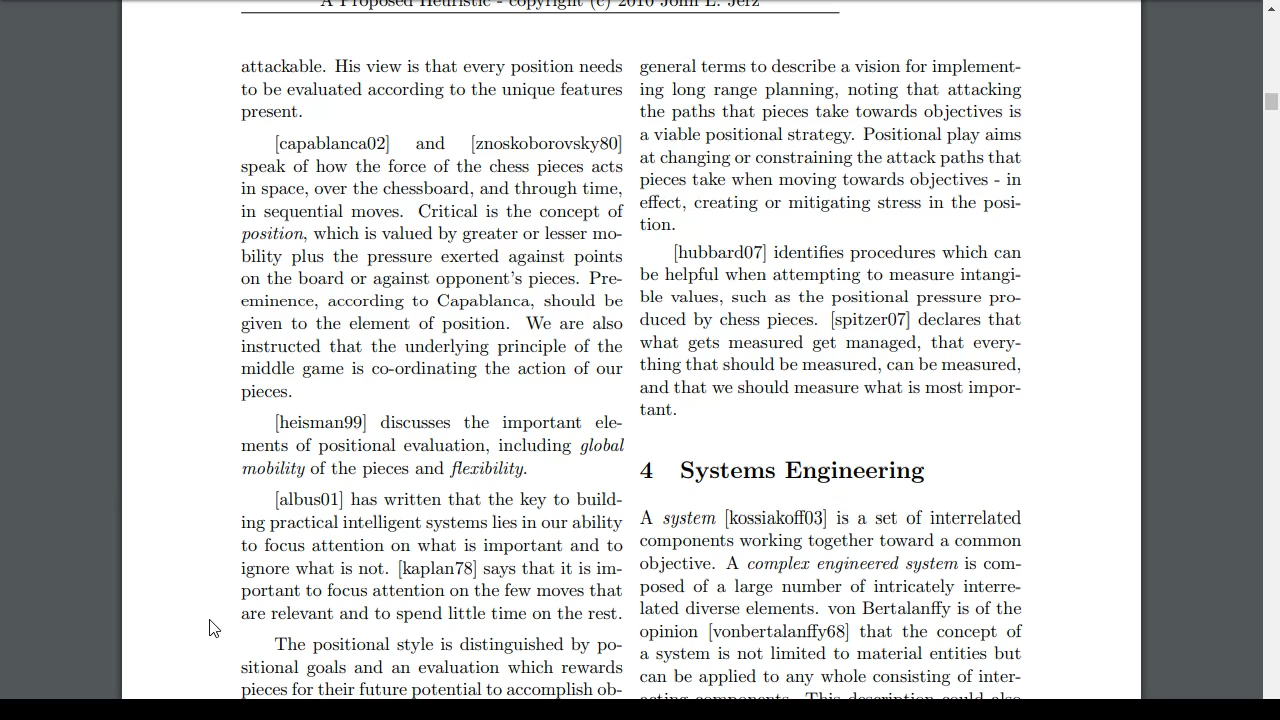 A Proposed Heuristic - copyright (c) 2010 John L. Jerz
attackable. His view is that every position needs
to be evaluated according to the unique features
present.
[capablanca02] and [znoskoborovsky80]
speak of how the force of the chess pieces acts
in space, over the chessboard, and through time,
in sequential moves. Critical is the concept of
position, which is valued by greater or lesser mo-
bility plus the pressure exerted against points
on the board or against opponent's pieces. Pre-
eminence, according to Capablanca, should be
given to the element of position. We are also
instructed that the underlying principle of the
middle game is co-ordinating the action of our
pieces.
[heisman99] discusses the important ele-
ments of positional evaluation, including global
mobility of the pieces and flexibility.
[albus01] has written that the key to build-
ing practical intelligent systems lies in our ability
to focus attention on what is important and to
ignore what is not. [kaplan78] says that it is im-
portant to focus attention on the few moves that
are relevant and to spend little time on the rest.
The positional style is distinguished by po-
sitional goals and an evaluation which rewards
pieces for their future potential to accomplish ob-
general terms to describe a vision for implement-
ing long range planning, noting that attacking
the paths that pieces take towards objectives is
a viable positional strategy. Positional play aims
at changing or constraining the attack paths that
pieces take when moving towards objectives - in
effect, creating or mitigating stress in the posi-
tion.
[hubbard07] identifies procedures which can
be helpful when attempting to measure intangi-
ble values, such as the positional pressure pro-
duced by chess pieces. [spitzer07] declares that
what gets measured get managed, that every-
thing that should be measured, can be measured,
and that we should measure what is most impor-
tant.
4 Systems Engineering
A system [kossiakoff03] is a set of interrelated
components working together toward a common
objective. A complex engineered system is com-
posed of a large number of intricately interre-
lated diverse elements. von Bertalanffy is of the
opinion [vonbertalanffy68] that the concept of
a system is not limited to material entities but
can be applied to any whole consisting of inter-
acting components. This description could also